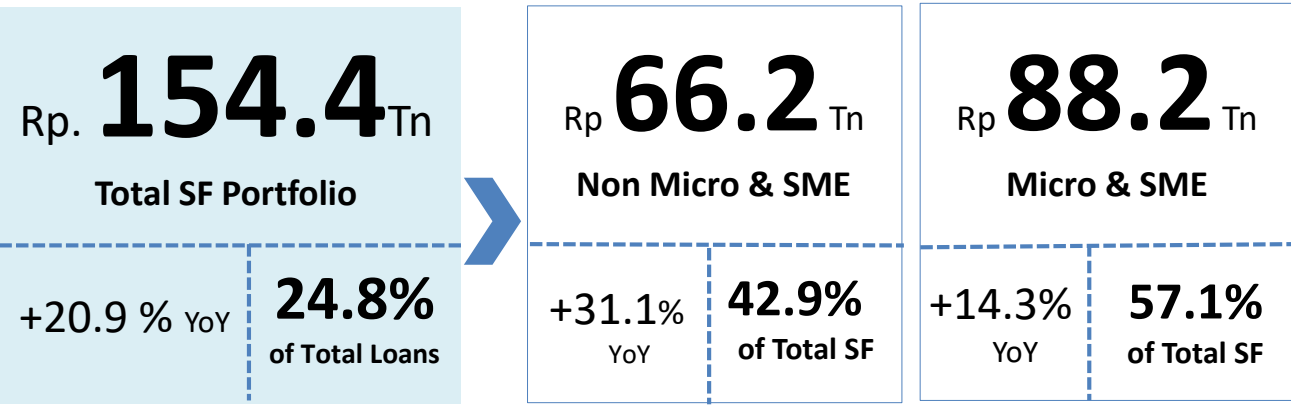 Rp. 154.4 Tn
Total SF Portfolio
+20.9 % YoY
24.8%
of Total Loans
Rp 66.2 Tn
Non Micro & SME
+31.1%
YoY
42.9%
of Total SF
Rp 88.2 Tn
Micro & SME
+14.3%
YoY
57.1%
of Total SF